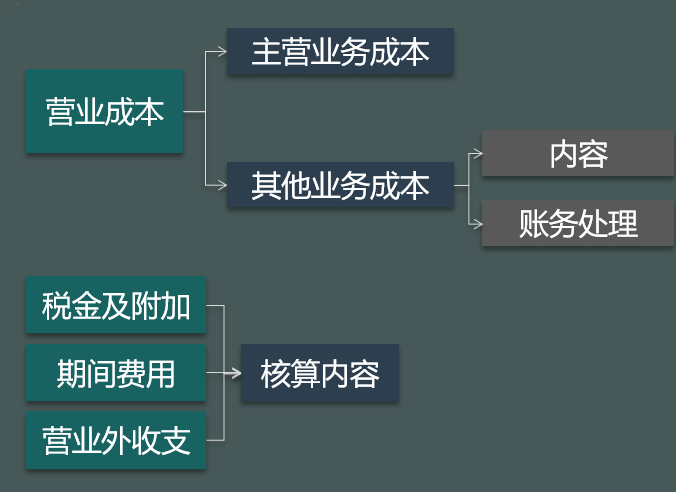 主营业务成本
营业成本
其他业务成本
内容
账务处理
税金及附加
期间费用
营业外收支
核算内容